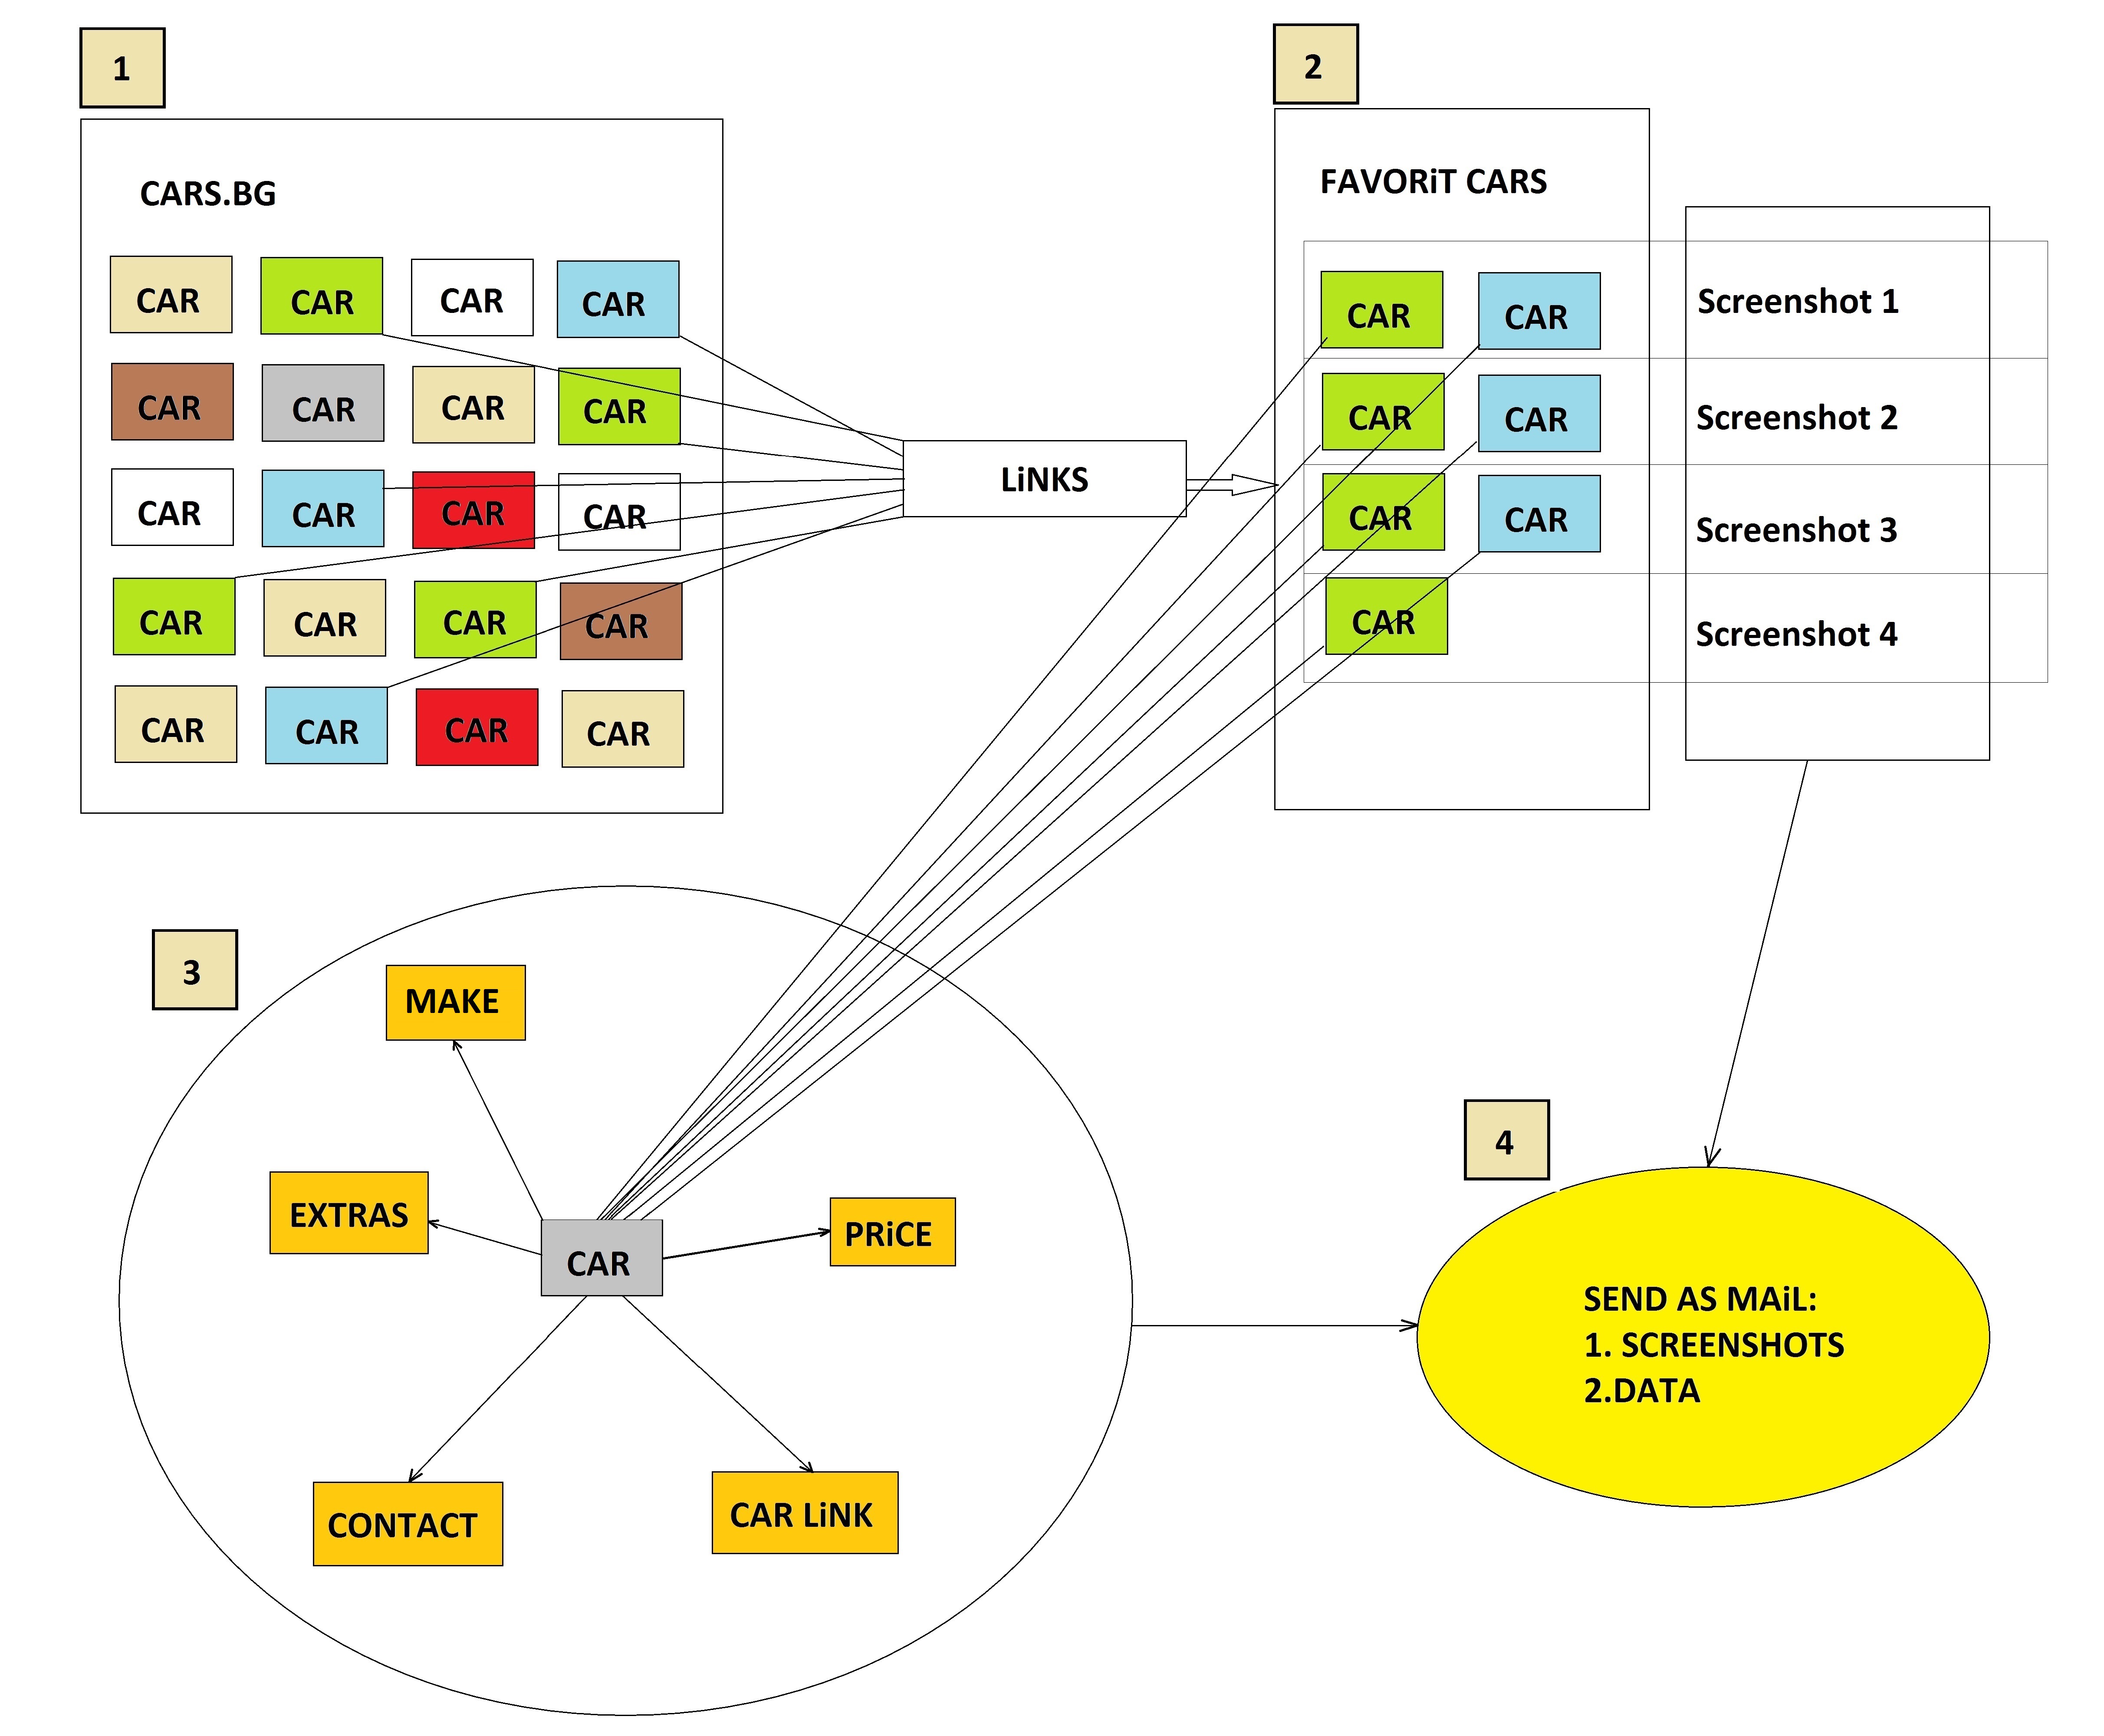 1
CARS.BG
CAR CAR CAR CAR
CAR CAR CAR CAR
CAR CAR CAR CAR
CAR CAR CAR CAR
CAR CAR CAR CAR
LiNKS
2
FAVORiT CARS
CAR CAR Screenshot 1
CAR CAR Screenshot 2
CAR CAR Screenshot 3
CAR Screenshot 4
3
MAKE
EXTRAS
CAR
PRiCE
CONTACT
CAR LiNK
4
SEND AS MAiL:
1. SCREENSHOTS
2.DATA